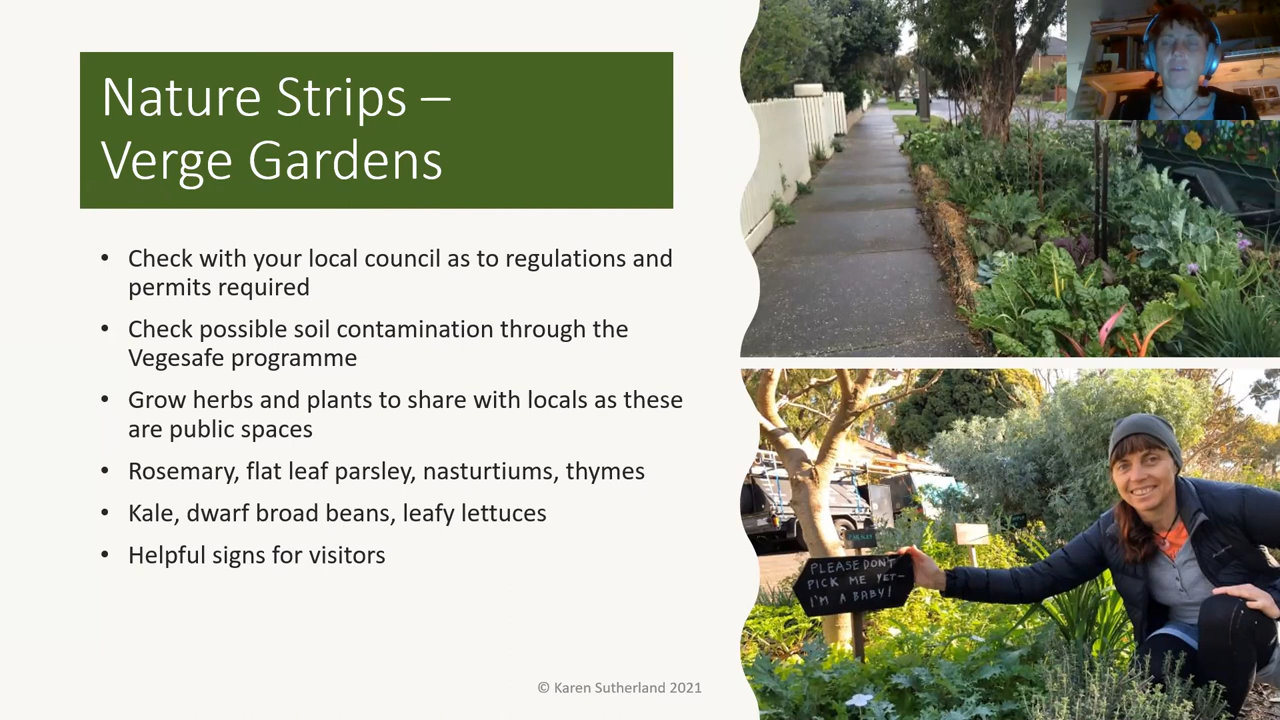 Nature Strips –
Verge Gardens
• Check with your local council as to regulations and
permits required
• Check possible soil contamination through the
Vegesafe programme
• Grow herbs and plants to share with locals as these
are public spaces
• Rosemary, flat leaf parsley, nasturtiums, thymes
• Kale, dwarf broad beans, leafy lettuces
• Helpful signs for visitors
PLEASE DON'T
PICK ME YET-
I'M A BABY!
© Karen Sutherland 2021